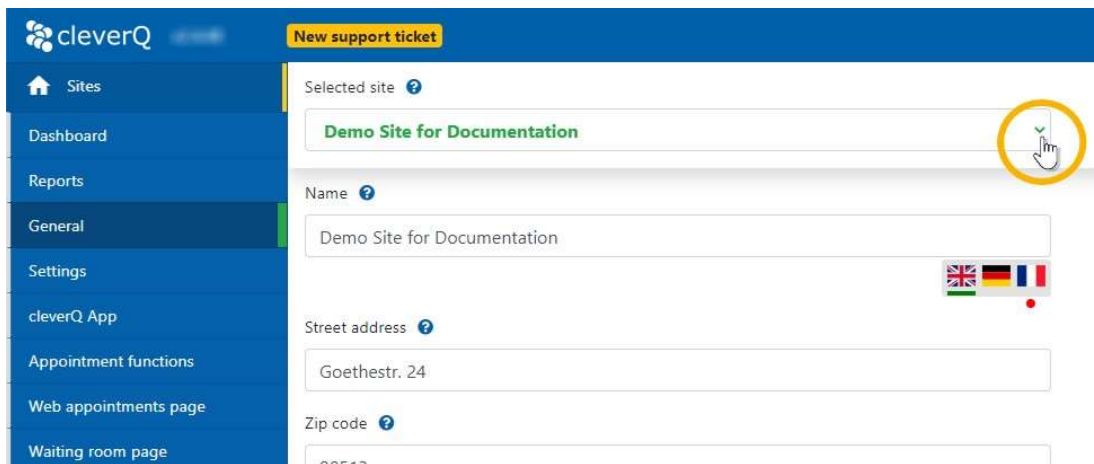 cleverQ
New support ticket
Sites
Selected site
Demo Site for Documentation
Dashboard
Reports
Name
General
Demo Site for Documentation
Settings
cleverQ App
Street address
Appointment functions
Goethestr. 24
Web appointments page
Zip code
Waiting room page